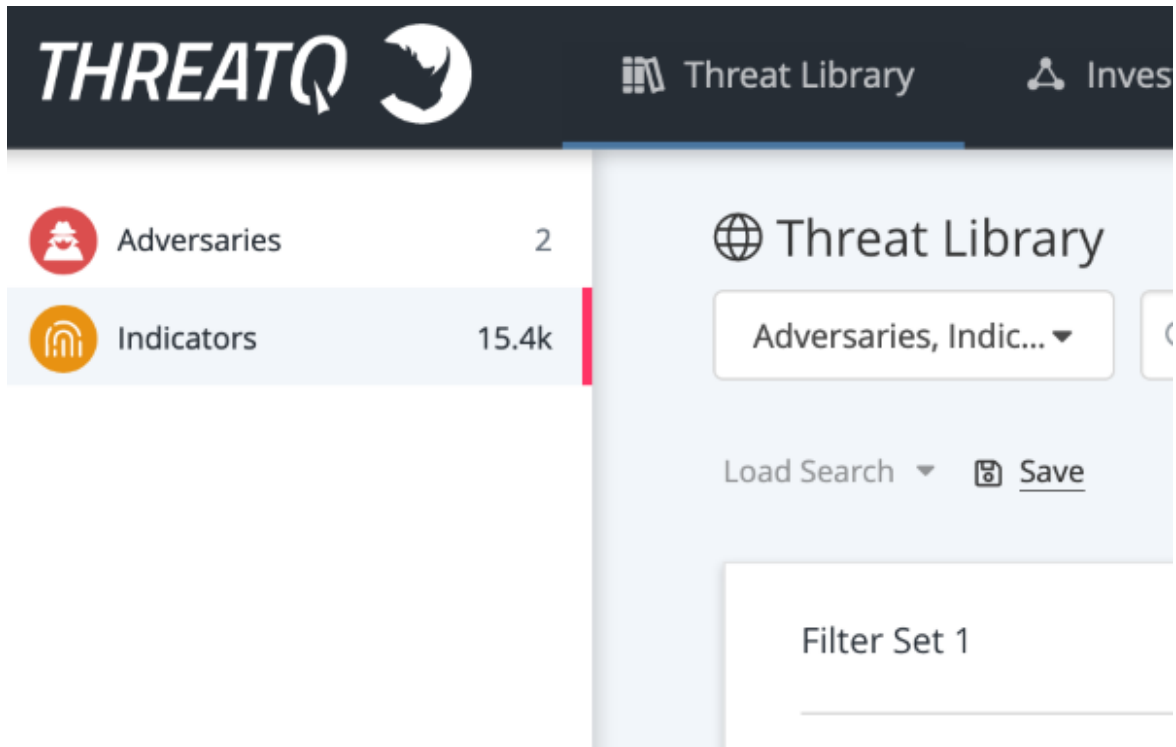 THREATQ
Threat Library
Adversaries 2
Indicators 15.4k
Threat Library
Adversaries, Indic...
Load Search
Save
Filter Set 1